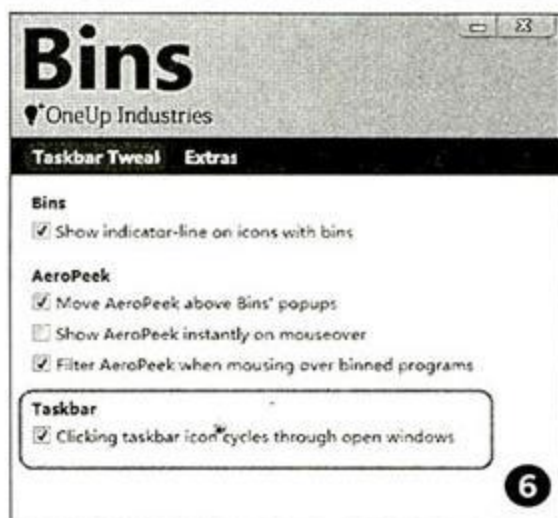 Bins
OneUp Industries
Taskbar Tweaks Extras
Bins
Show indicator-line on icons with bins
AeroPeek
Move AeroPeek above Bins' popups
Show AeroPeek instantly on mouseover
Filter AeroPeek when mousing over binned programs
Taskbar
Clicking taskbar icon cycles through open windows
6